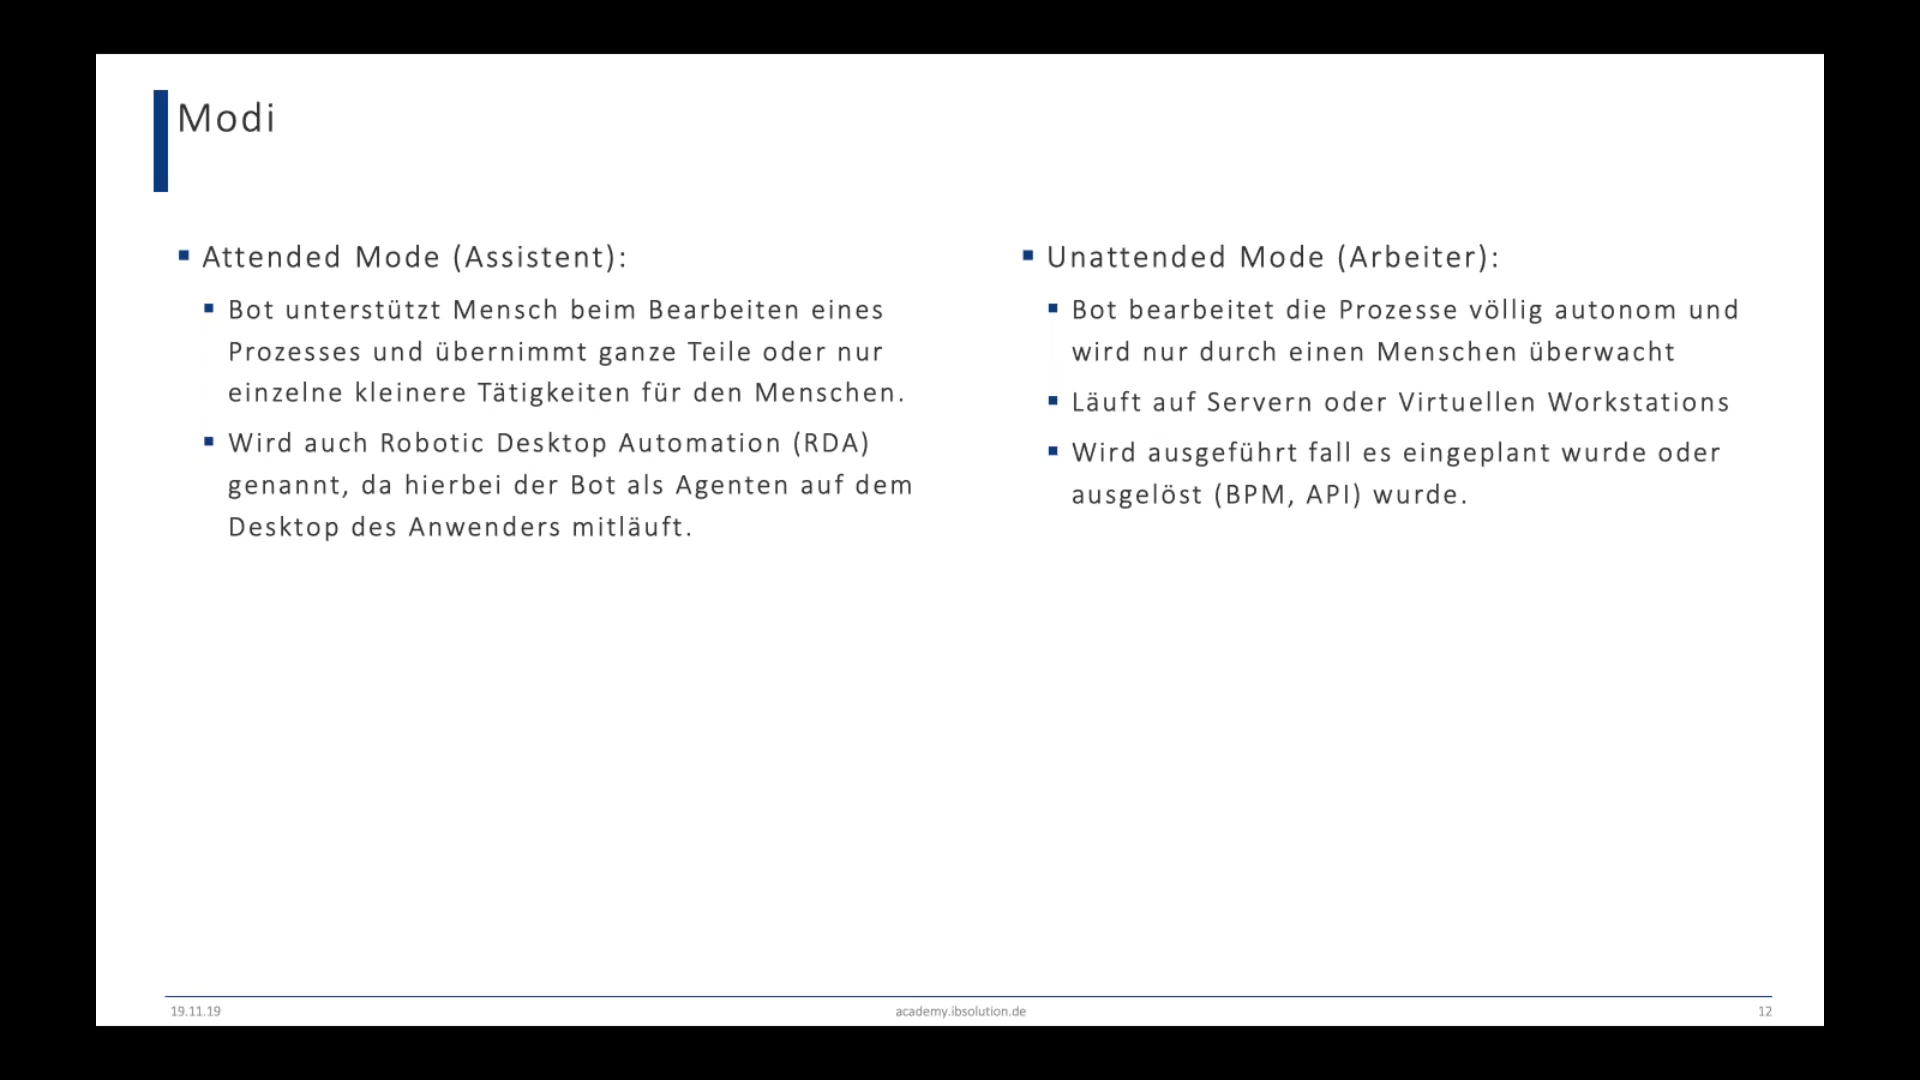 Modi
Attended Mode (Assistent):
Bot unterstützt Mensch beim Bearbeiten eines
Prozesses und übernimmt ganze Teile oder nur
einzelne kleinere Tätigkeiten für den Menschen.
Wird auch Robotic Desktop Automation (RDA)
genannt, da hierbei der Bot als Agenten auf dem
Desktop des Anwenders mitläuft.
Unattended Mode (Arbeiter):
Bot bearbeitet die Prozesse völlig autonom und
wird nur durch einen Menschen überwacht
Läuft auf Servern oder Virtuellen Workstations
Wird ausgeführt fall es eingeplant wurde oder
ausgelöst (BPM, API) wurde.
19.11.19
academy.ibsolution.de
12